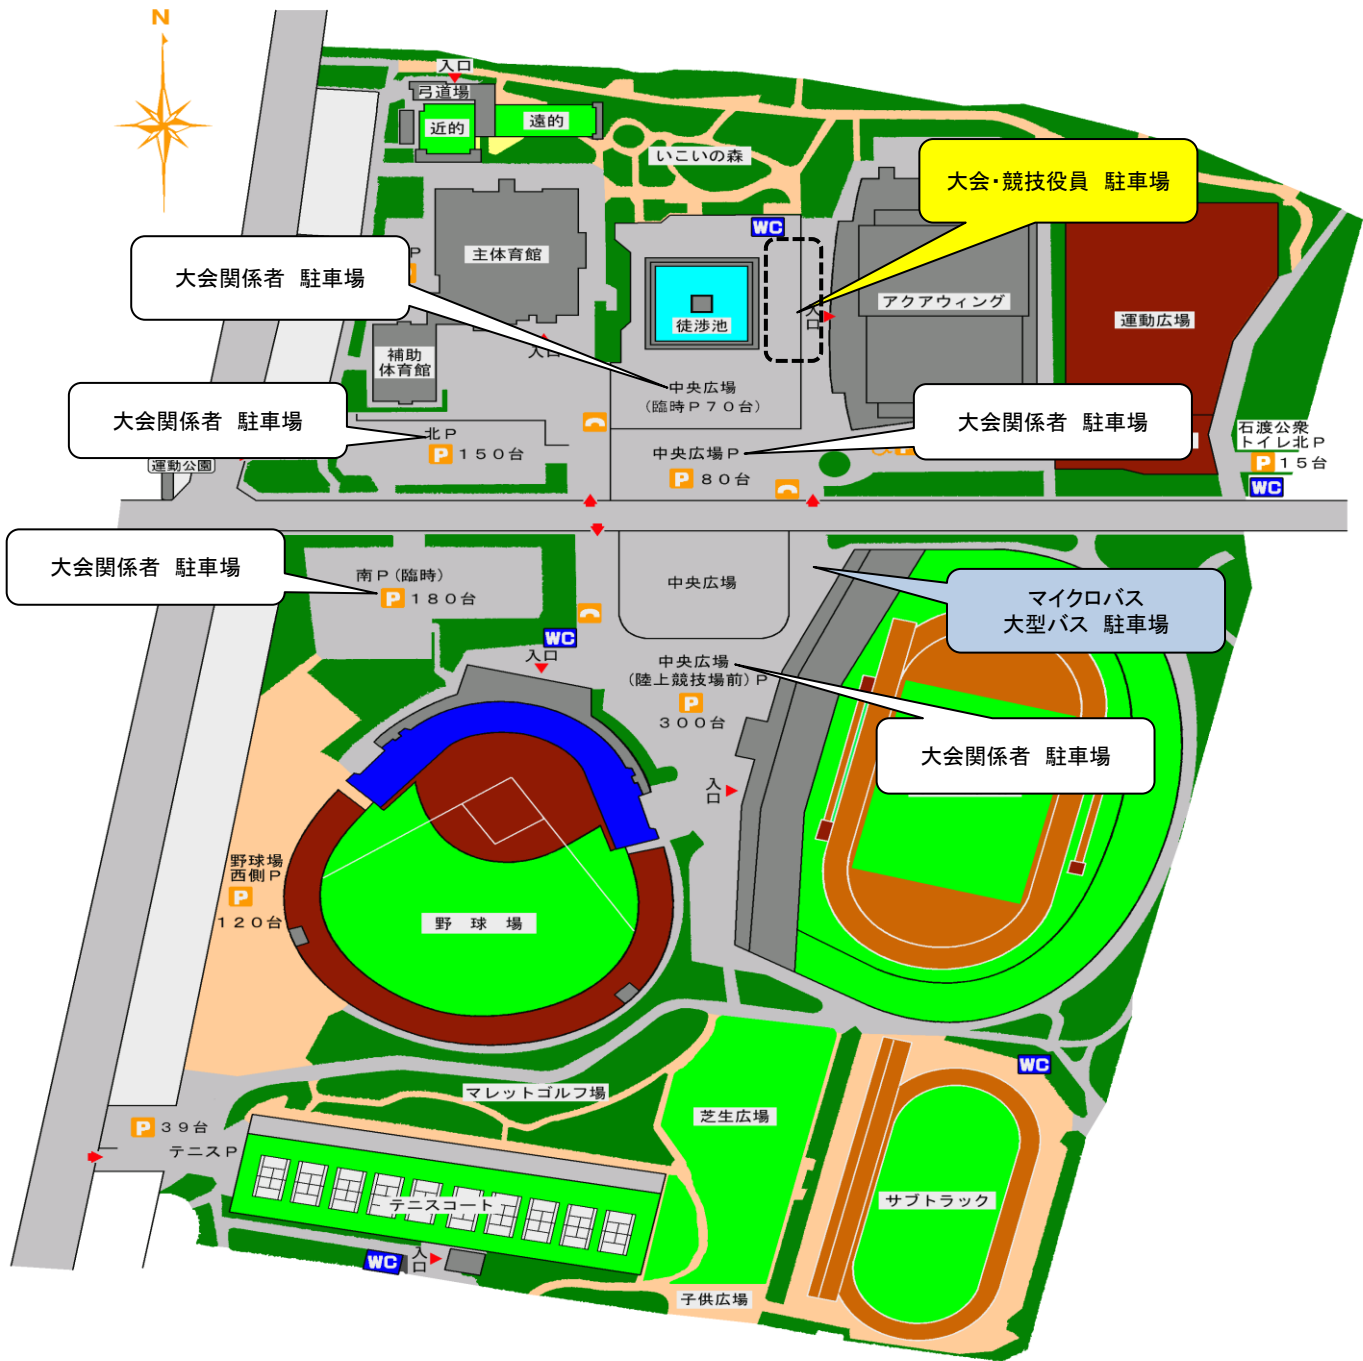 N
入口
弓道場
近的
遠的
いこいの森
大会・競技役員 駐車場
WC
大会関係者 駐車場
P
主体育館
徒渉池
入口
アクアウィング
運動広場
入口
補助
体育館
中央広場
(臨時P70台)
大会関係者 駐車場
大会関係者 駐車場
北P
P 150台
中央広場P
P 80台
石渡公衆
トイレ北P
P 15台
WC
運動公園
大会関係者 駐車場
南P(臨時)
P 180台
中央広場
マイクロバス
大型バス 駐車場
WC
入口
中央広場
(陸上競技場前)P
P
300台
大会関係者 駐車場
入口
野球場
西側P
P
120台
野球場
WC
マレットゴルフ場
芝生広場
P 39台
テニスP
テニスコート
サブトラック
WC
入口
子供広場